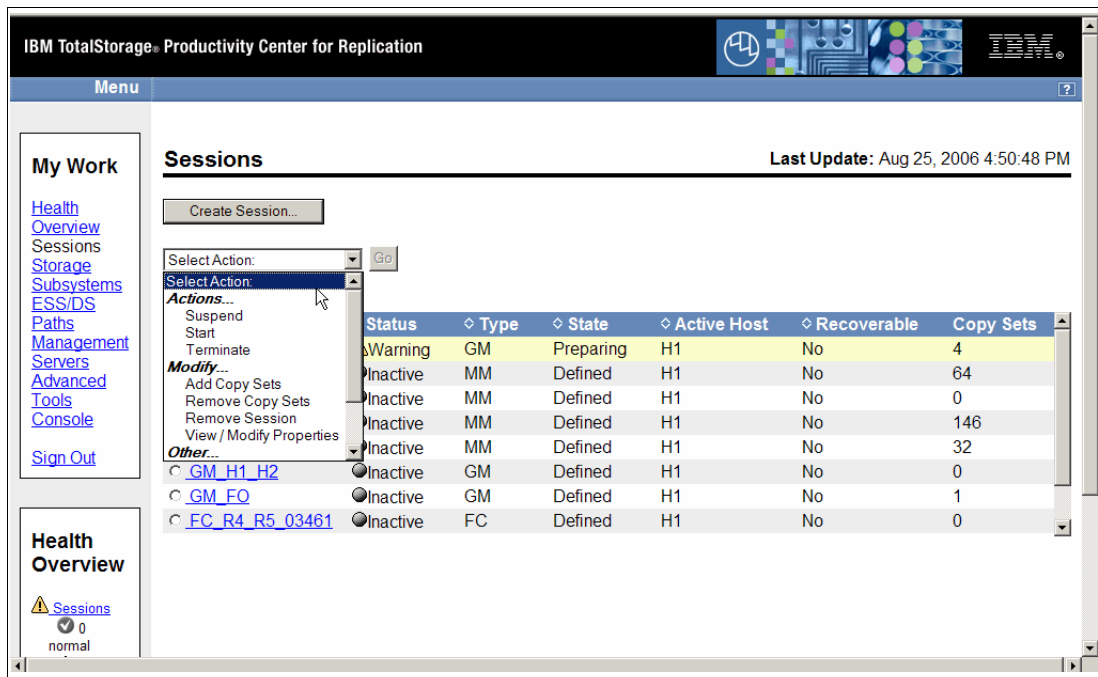 IBM TotalStorage® Productivity Center for Replication
IBM®
Menu
?
My Work
Health
Overview
Sessions
Storage
Subsystems
ESS/DS
Paths
Management
Servers
Advanced
Tools
Console
Sign Out
Health
Overview
Sessions
0
normal
Sessions
Last Update: Aug 25, 2006 4:50:48 PM
Create Session...
Select Action:
Go
Select Action:
Actions...
Suspend
Start
Terminate
Modify...
Add Copy Sets
Remove Copy Sets
Remove Session
View / Modify Properties
Other...
Status Type State Active Host Recoverable Copy Sets
Warning GM Preparing H1 No 4
Inactive MM Defined H1 No 64
Inactive MM Defined H1 No 0
Inactive MM Defined H1 No 146
Inactive MM Defined H1 No 32
GM_H1_H2 Inactive GM Defined H1 No 0
GM_FO Inactive GM Defined H1 No 1
FC_R4_R5_03461 Inactive FC Defined H1 No 0